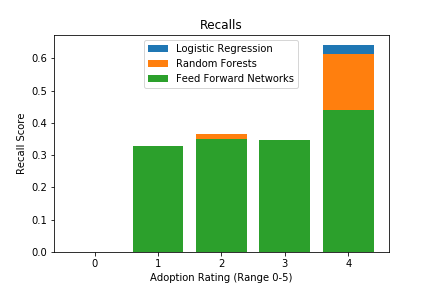 Recalls
Logistic Regression
Random Forests
Feed Forward Networks
Recall Score
0.6
0.5
0.4
0.3
0.2
0.1
0.0
0 1 2 3 4
Adoption Rating (Range 0-5)